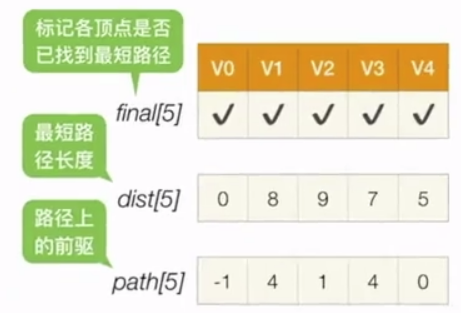 标记各顶点是否
已找到最短路径
V0 V1 V2 V3 V4
final[5] ✓ ✓ ✓ ✓ ✓
最短路
径长度
dist[5] 0 8 9 7 5
路径上
的前驱
path[5] -1 4 1 4 0